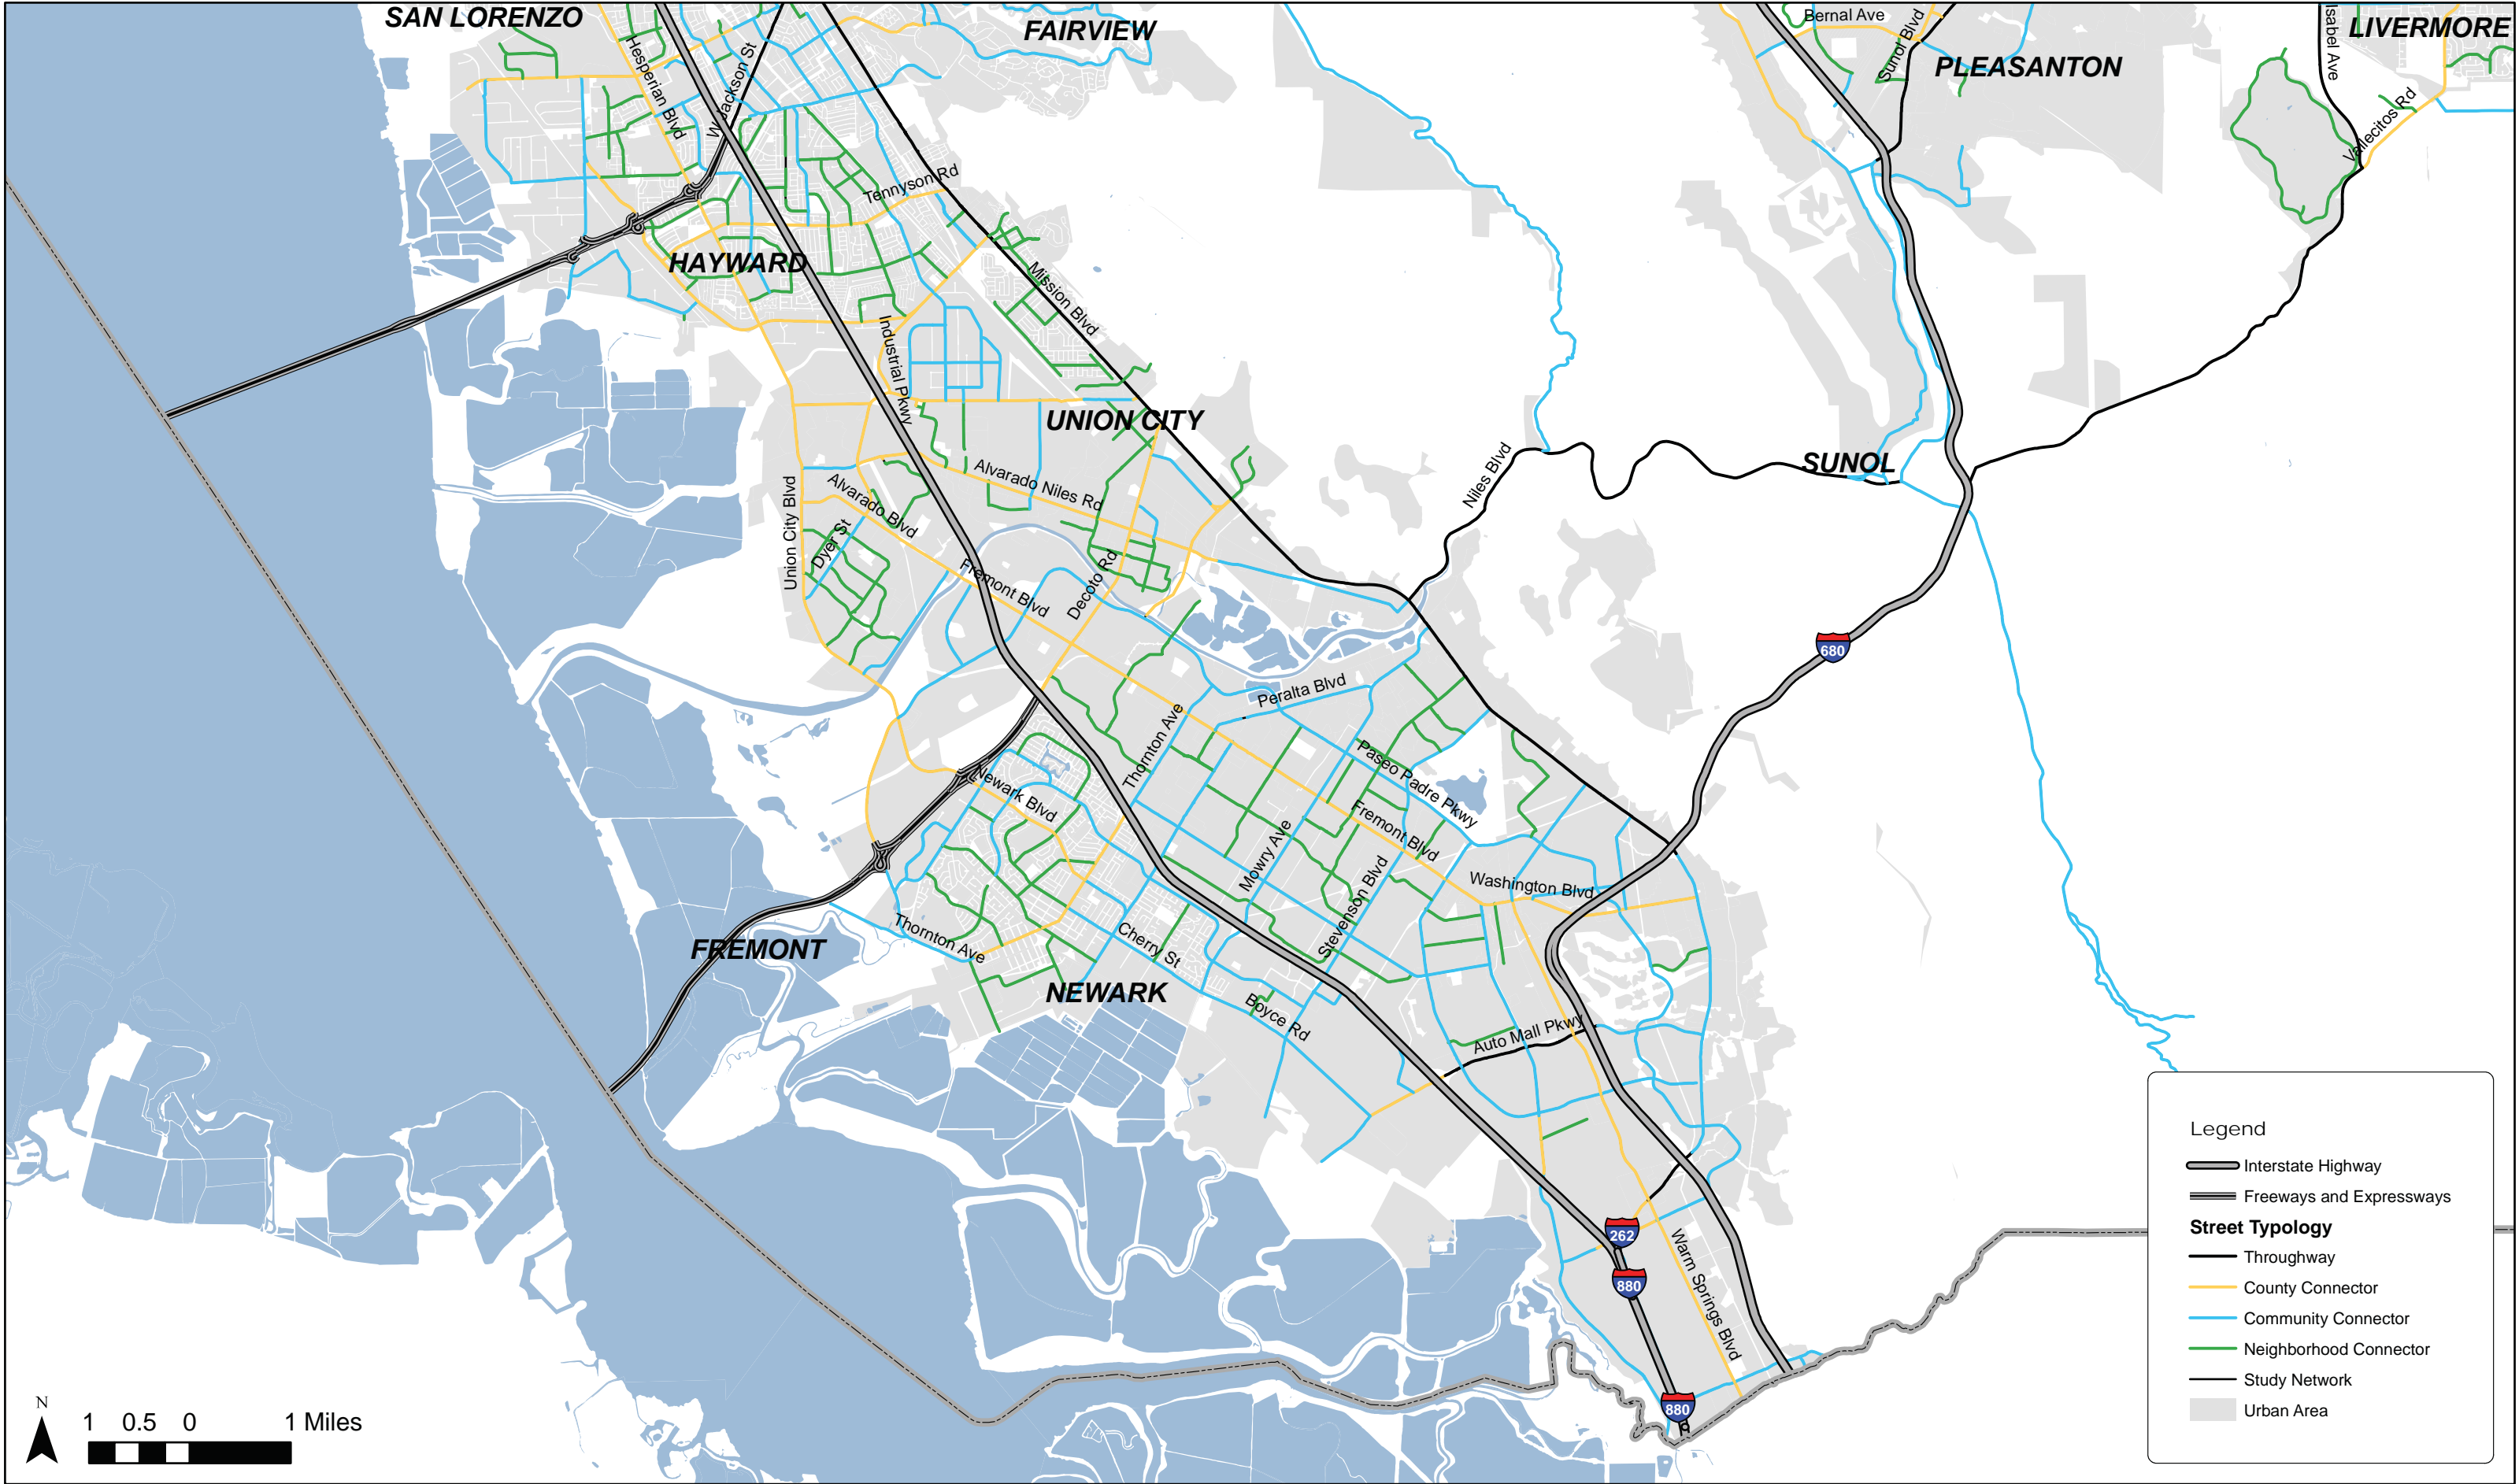 SAN LORENZO
FAIRVIEW
Bernal Ave
Sunol Blvd
PLEASANTON
Isabel Ave
LIVERMORE
Hesperian Blvd
W Jackson St
Vallecitos Rd
Tennyson Rd
HAYWARD
Mission Blvd
Industrial Pkwy
UNION CITY
Niles Blvd
SUNOL
Alvarado Niles Rd
Union City Blvd
Alvarado Blvd
Dyer St
Fremont Blvd
Decoto Rd
680
Peralta Blvd
Thornton Ave
Paseo Padre Pkwy
Newark Blvd
Fremont Blvd
Mowry Ave
Stevenson Blvd
Washington Blvd
Thornton Ave
FREMONT
Cherry St
NEWARK
Boyce Rd
Auto Mall Pkwy
262
880
Warm Springs Blvd
880
Legend
Interstate Highway
Freeways and Expressways
Street Typology
Throughway
County Connector
Community Connector
Neighborhood Connector
Study Network
Urban Area
N
1 0.5 0 1 Miles